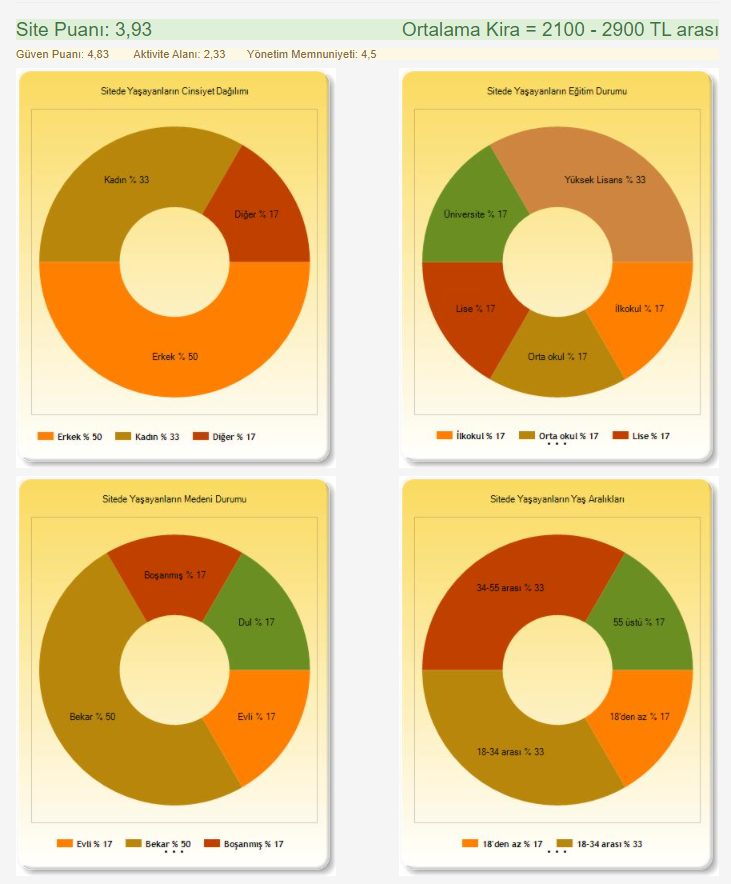 Site Puanı: 3,93
Ortalama Kira = 2100 - 2900 TL arası
Güven Puanı: 4,83 Aktivite Alanı: 2,33 Yönetim Memnuniyeti: 4,5
Sitede Yaşayanların Cinsiyet Dağılımı
Kadın % 33
Diğer % 17
Erkek % 50
Erkek % 50 Kadın % 33 Diğer % 17
Sitede Yaşayanların Eğitim Durumu
Yüksek Lisans % 33
Üniversite % 17
Lise % 17
İlkokul % 17
Orta okul % 17
İlkokul % 17 Orta okul % 17 Lise % 17
...
Sitede Yaşayanların Medeni Durumu
Boşanmış % 17
Dul % 17
Bekar % 50
Evli % 17
Evli % 17 Bekar % 50 Boşanmış % 17
...
Sitede Yaşayanların Yaş Aralıkları
34-55 arası % 33
55 üstü % 17
18'den az % 17
18-34 arası % 33
18'den az % 17 18-34 arası % 33
...